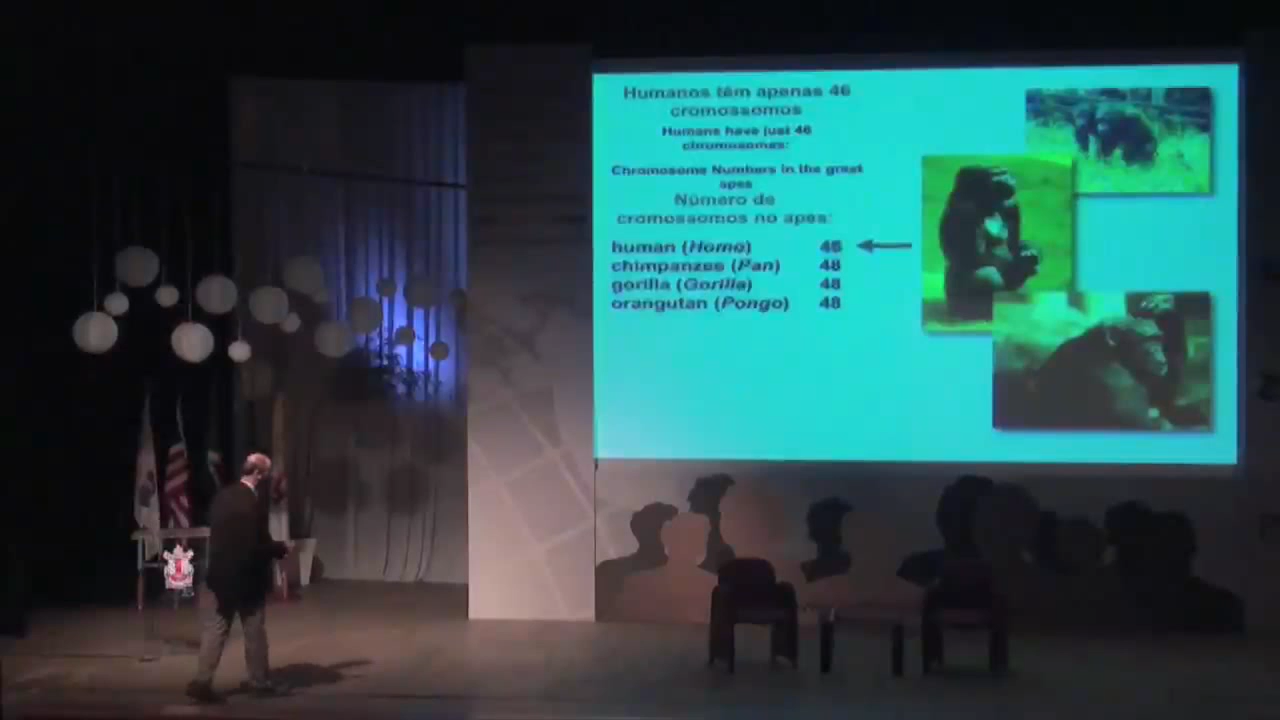 Humanos têm apenas 46
cromossomos
Humans have just 46
chromosomes:
Chromosome Numbers in the great
apes
Número de
cromossomos no apes:
human (Homo) 46
chimpanzee (Pan) 48
gorilla (Gorilla) 48
orangutan (Pongo) 48